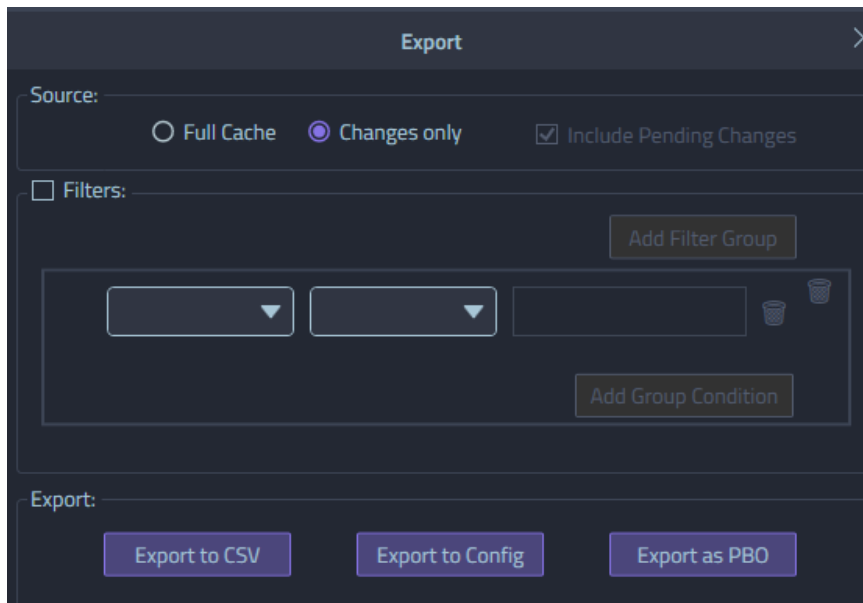 Export
Source:
Full Cache Changes only Include Pending Changes
Filters:
Add Filter Group
Add Group Condition
Export:
Export to CSV Export to Config Export as PBO